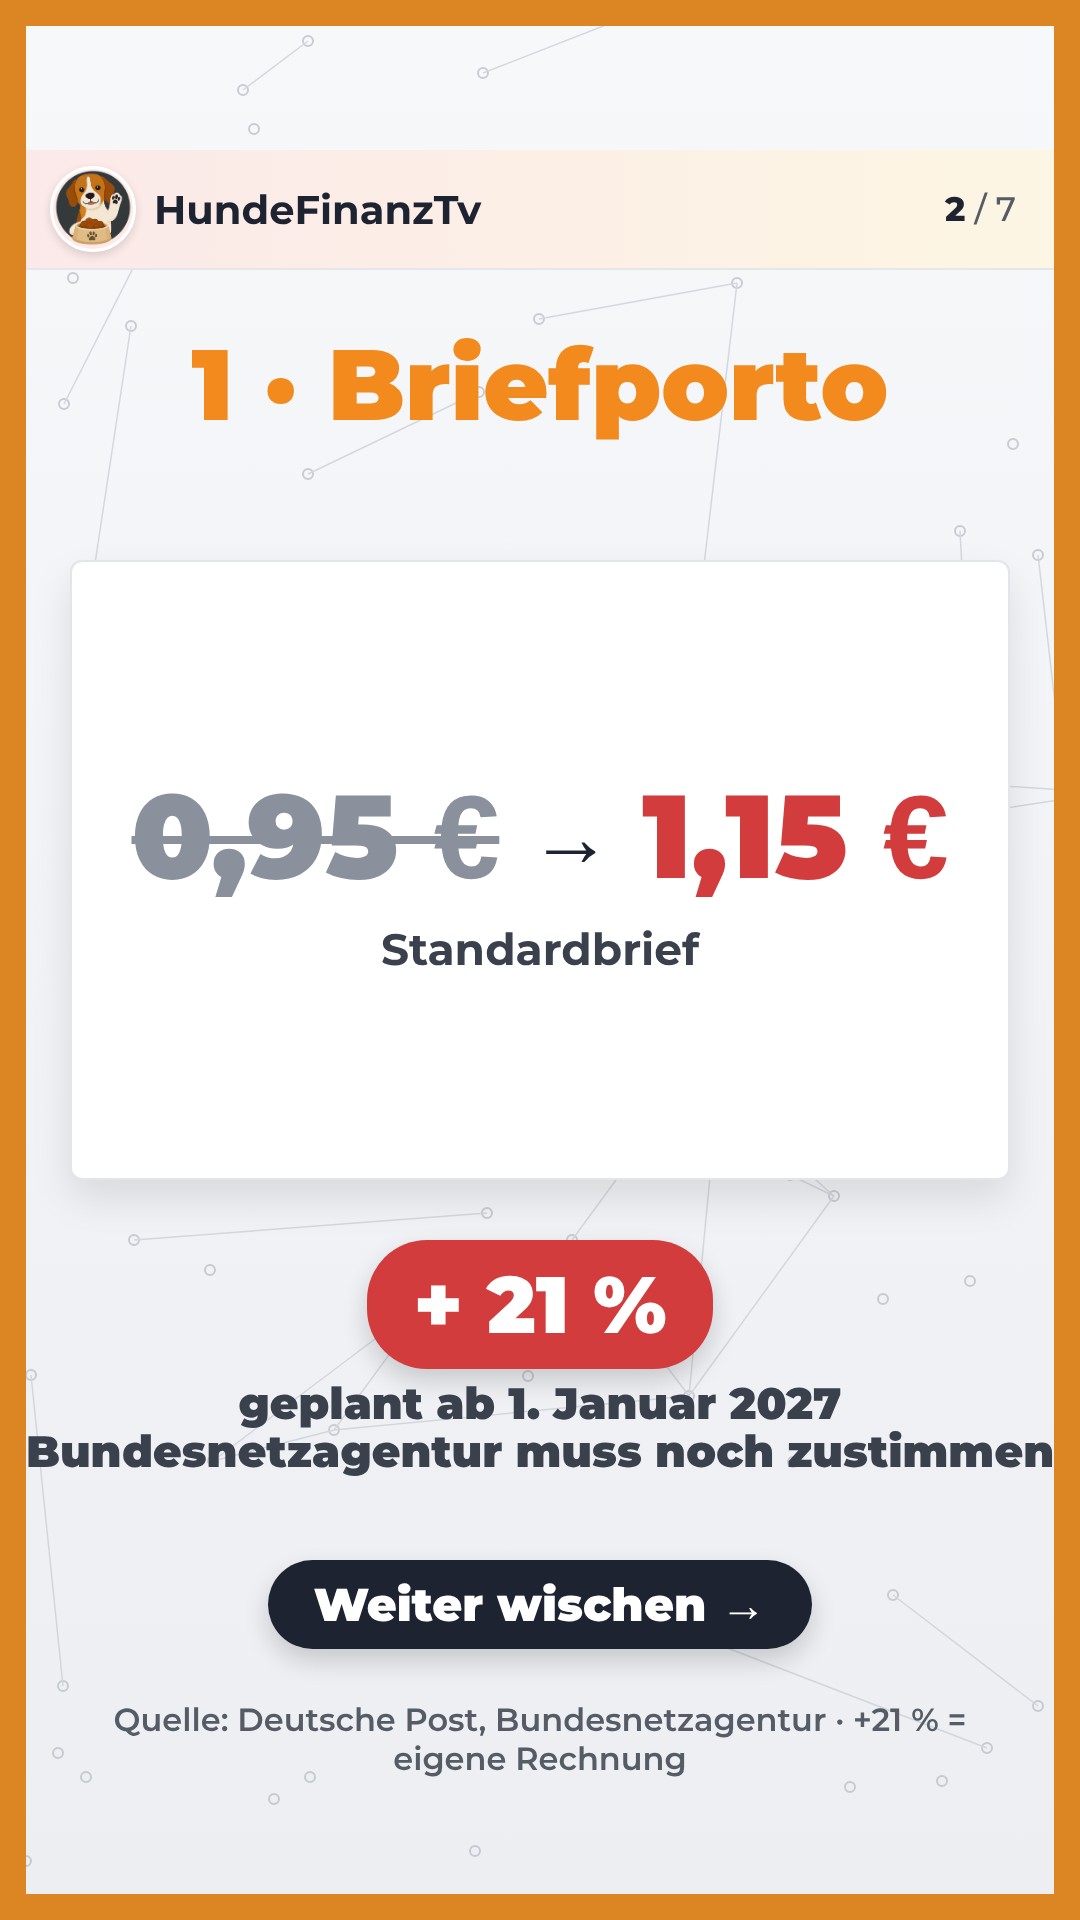 HundeFinanzTv
2 / 7
1 • Briefporto
0,95 € → 1,15 €
Standardbrief
+ 21 %
geplant ab 1. Januar 2027
Bundesnetzagentur muss noch zustimmen
Weiter wischen →
Quelle: Deutsche Post, Bundesnetzagentur · +21 % =
eigene Rechnung